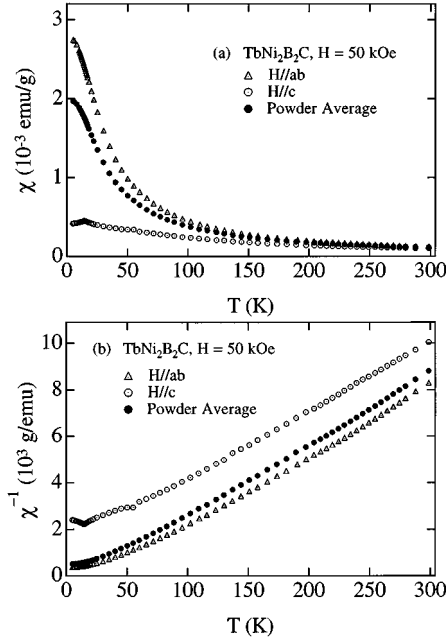 (a) TbNi₂B₂C, H = 50 kOe
H//ab
H//c
Powder Average
3
2
1
0
χ (10⁻³ emu/g)
0 50 100 150 200 250 300
T (K)
(b) TbNi₂B₂C, H = 50 kOe
H//ab
H//c
Powder Average
10
8
6
4
2
0
χ⁻¹ (10³ g/emu)
0 50 100 150 200 250 300
T (K)